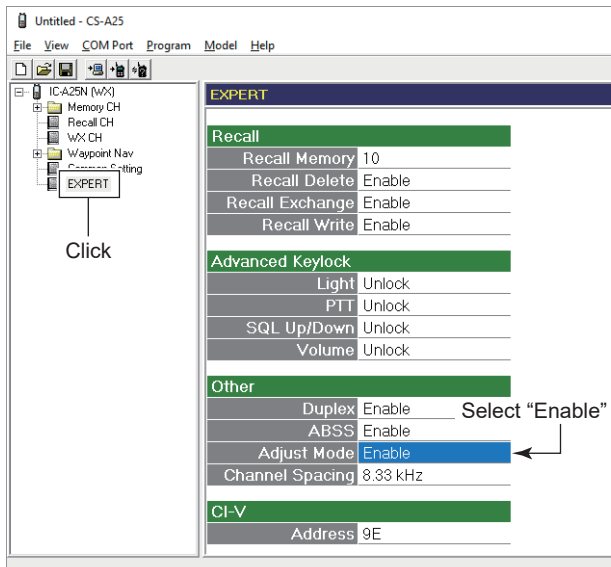 Untitled - CS-A25
File View COM Port Program Model Help
IC-A25N (WX)
Memory CH
Recall CH
WX CH
Waypoint Nav
Common Setting
EXPERT
Click
EXPERT
Recall
Recall Memory 10
Recall Delete Enable
Recall Exchange Enable
Recall Write Enable
Advanced Keylock
Light Unlock
PTT Unlock
SQL Up/Down Unlock
Volume Unlock
Other
Duplex Enable
Select “Enable”
ABSS Enable
Adjust Mode Enable
Channel Spacing 8.33 kHz
CI-V
Address 9E